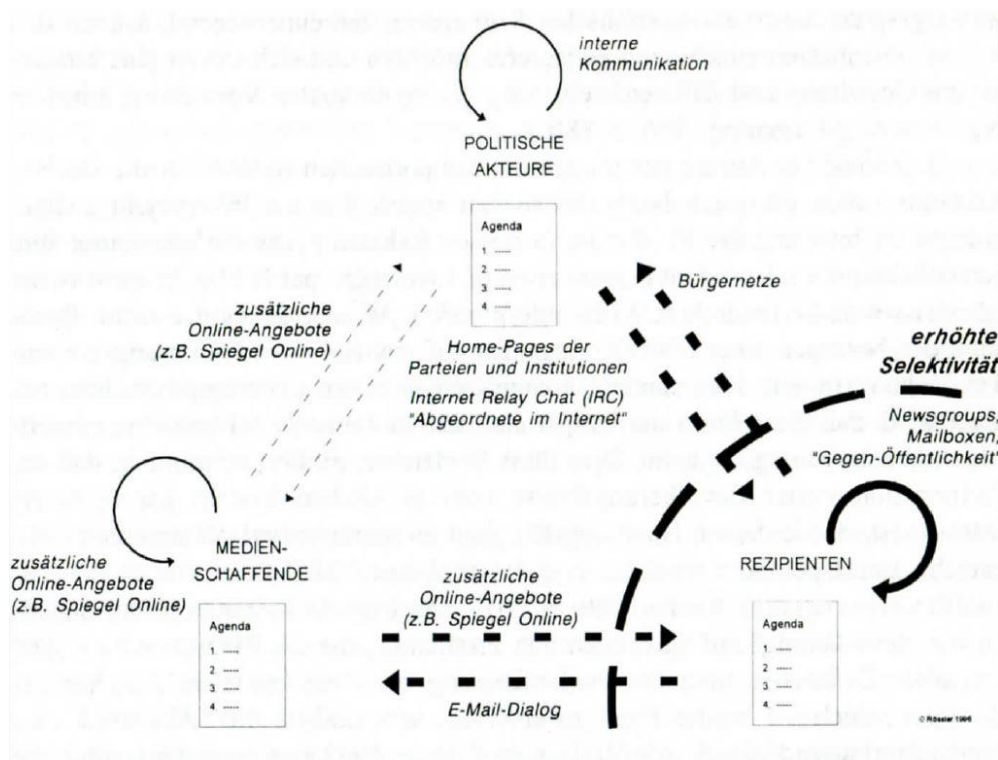 interne
Kommunikation
POLITISCHE
AKTEURE
Agenda
1. ----
2. ----
3. ----
4. ----
Bürgernetze
zusätzliche
Online-Angebote
(z.B. Spiegel Online)
Home-Pages der
Parteien und Institutionen
Internet Relay Chat (IRC)
"Abgeordnete im Internet"
erhöhte
Selektivität
Newsgroups,
Mailboxen,
"Gegen-Öffentlichkeit"
MEDIEN-
SCHAFFENDE
REZIPIENTEN
zusätzliche
Online-Angebote
(z.B. Spiegel Online)
zusätzliche
Online-Angebote
(z.B. Spiegel Online)
Agenda
1. ----
2. ----
3. ----
4. ----
Agenda
1. ----
2. ----
3. ----
4. ----
E-Mail-Dialog
© Rössler 1996